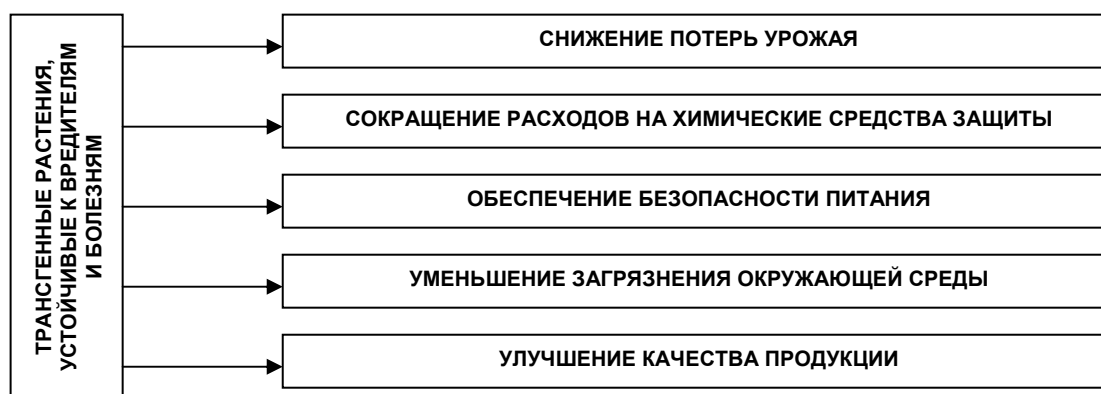 ТРАНСГЕННЫЕ РАСТЕНИЯ,
УСТОЙЧИВЫЕ К ВРЕДИТЕЛЯМ
И БОЛЕЗНЯМ
СНИЖЕНИЕ ПОТЕРЬ УРОЖАЯ
СОКРАЩЕНИЕ РАСХОДОВ НА ХИМИЧЕСКИЕ СРЕДСТВА ЗАЩИТЫ
ОБЕСПЕЧЕНИЕ БЕЗОПАСНОСТИ ПИТАНИЯ
УМЕНЬШЕНИЕ ЗАГРЯЗНЕНИЯ ОКРУЖАЮЩЕЙ СРЕДЫ
УЛУЧШЕНИЕ КАЧЕСТВА ПРОДУКЦИИ